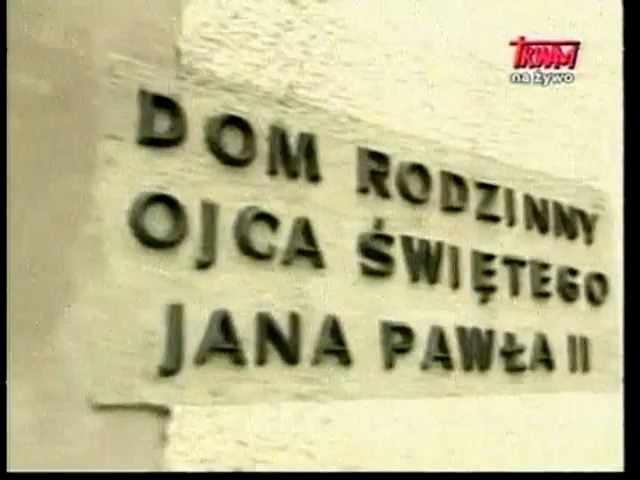 TRWAM
na żywo
DOM RODZINNY
OJCA ŚWIĘTEGO
JANA PAWŁA II